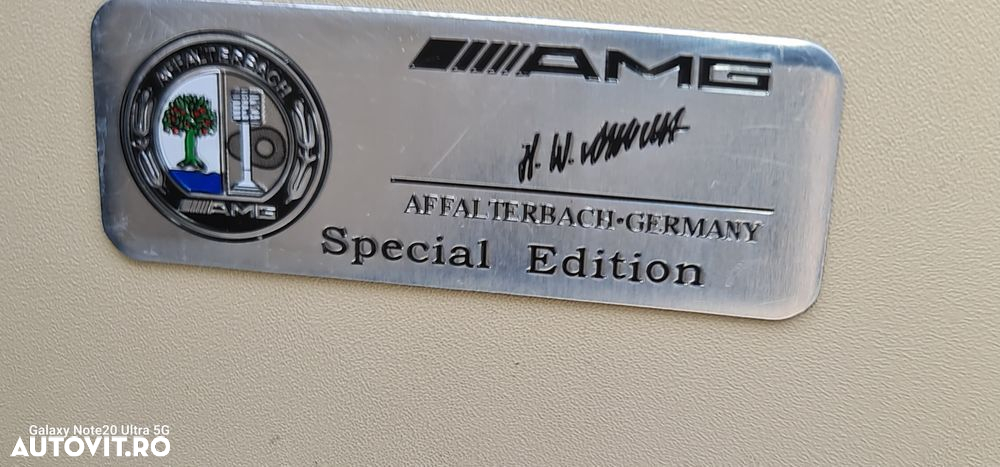 AFFALTERBACH
AMG
AMG
H. W.
AFFALTERBACH·GERMANY
Special Edition
Galaxy Note20 Ultra 5G
AUTOVIT.RO